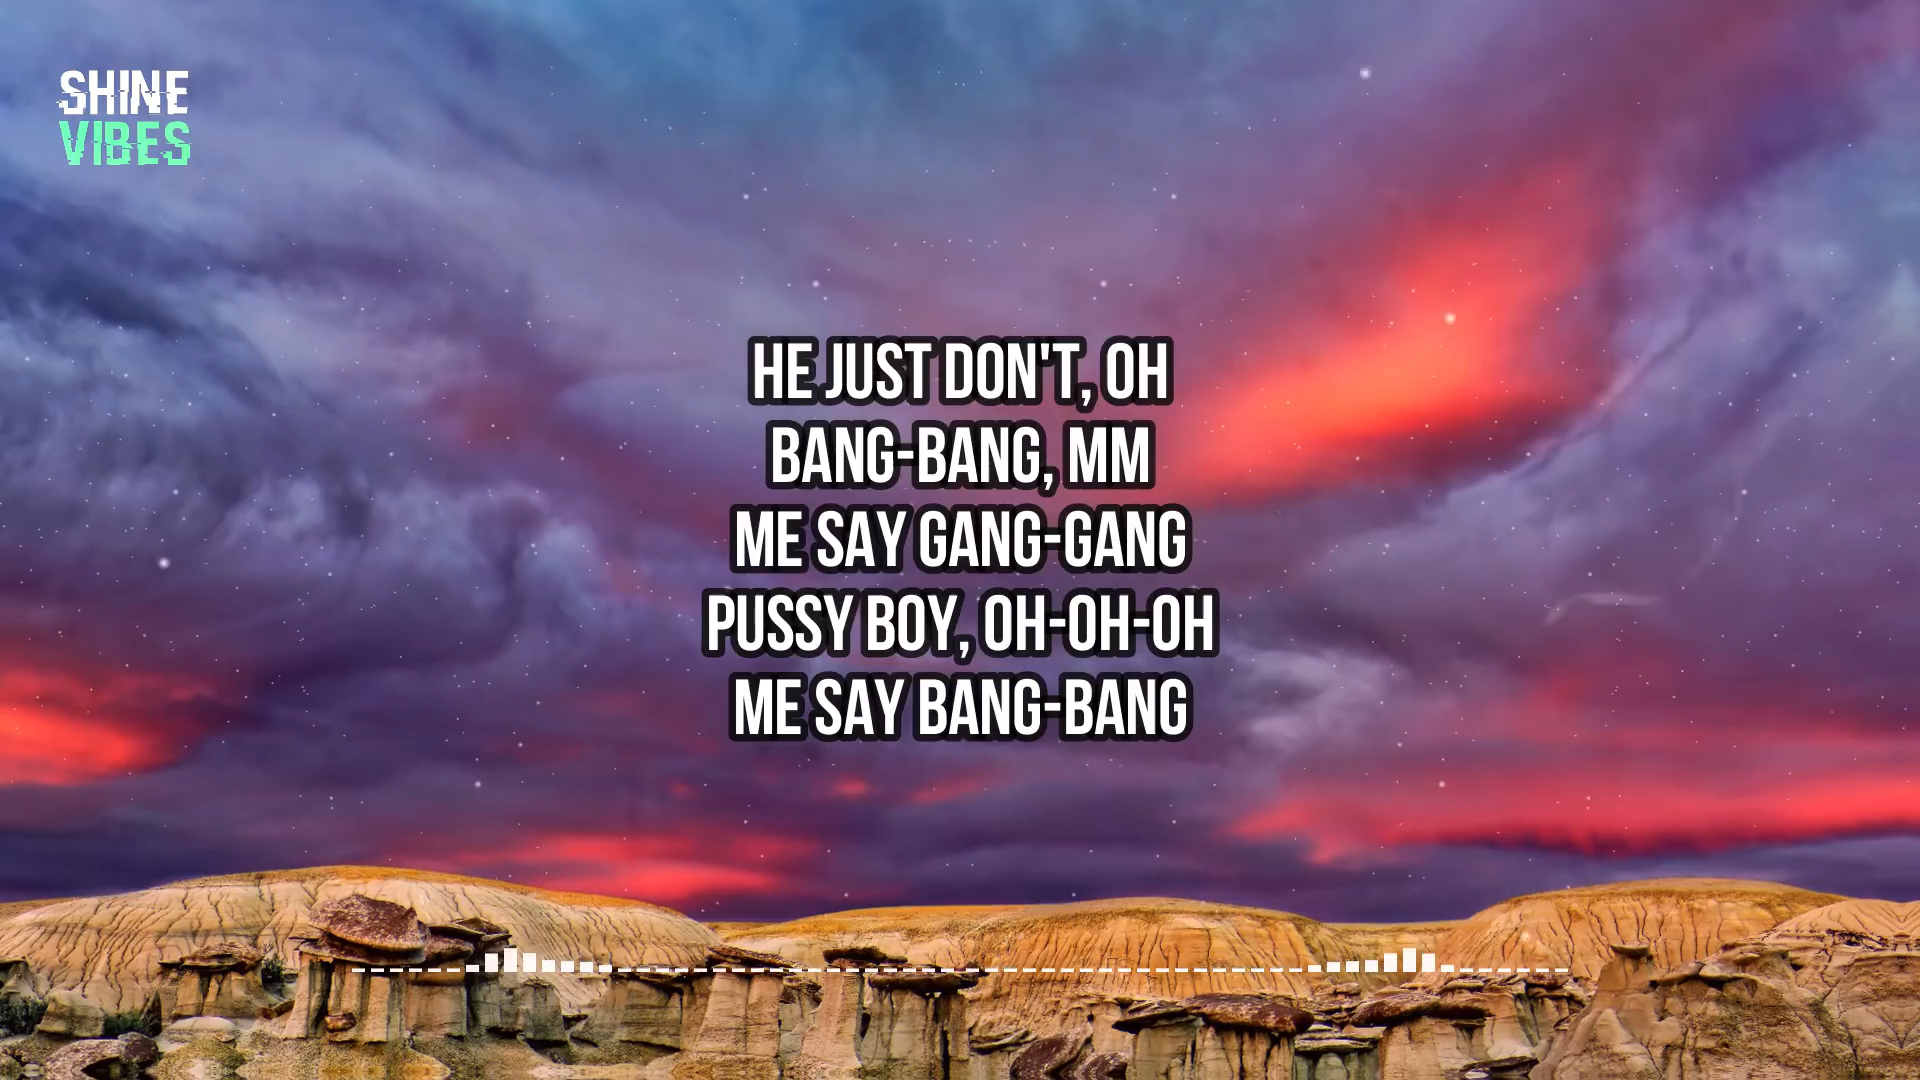 SHINE
VIBES
HE JUST DON'T, OH
BANG-BANG, MM
ME SAY GANG-GANG
PUSSY BOY, OH-OH-OH
ME SAY BANG-BANG